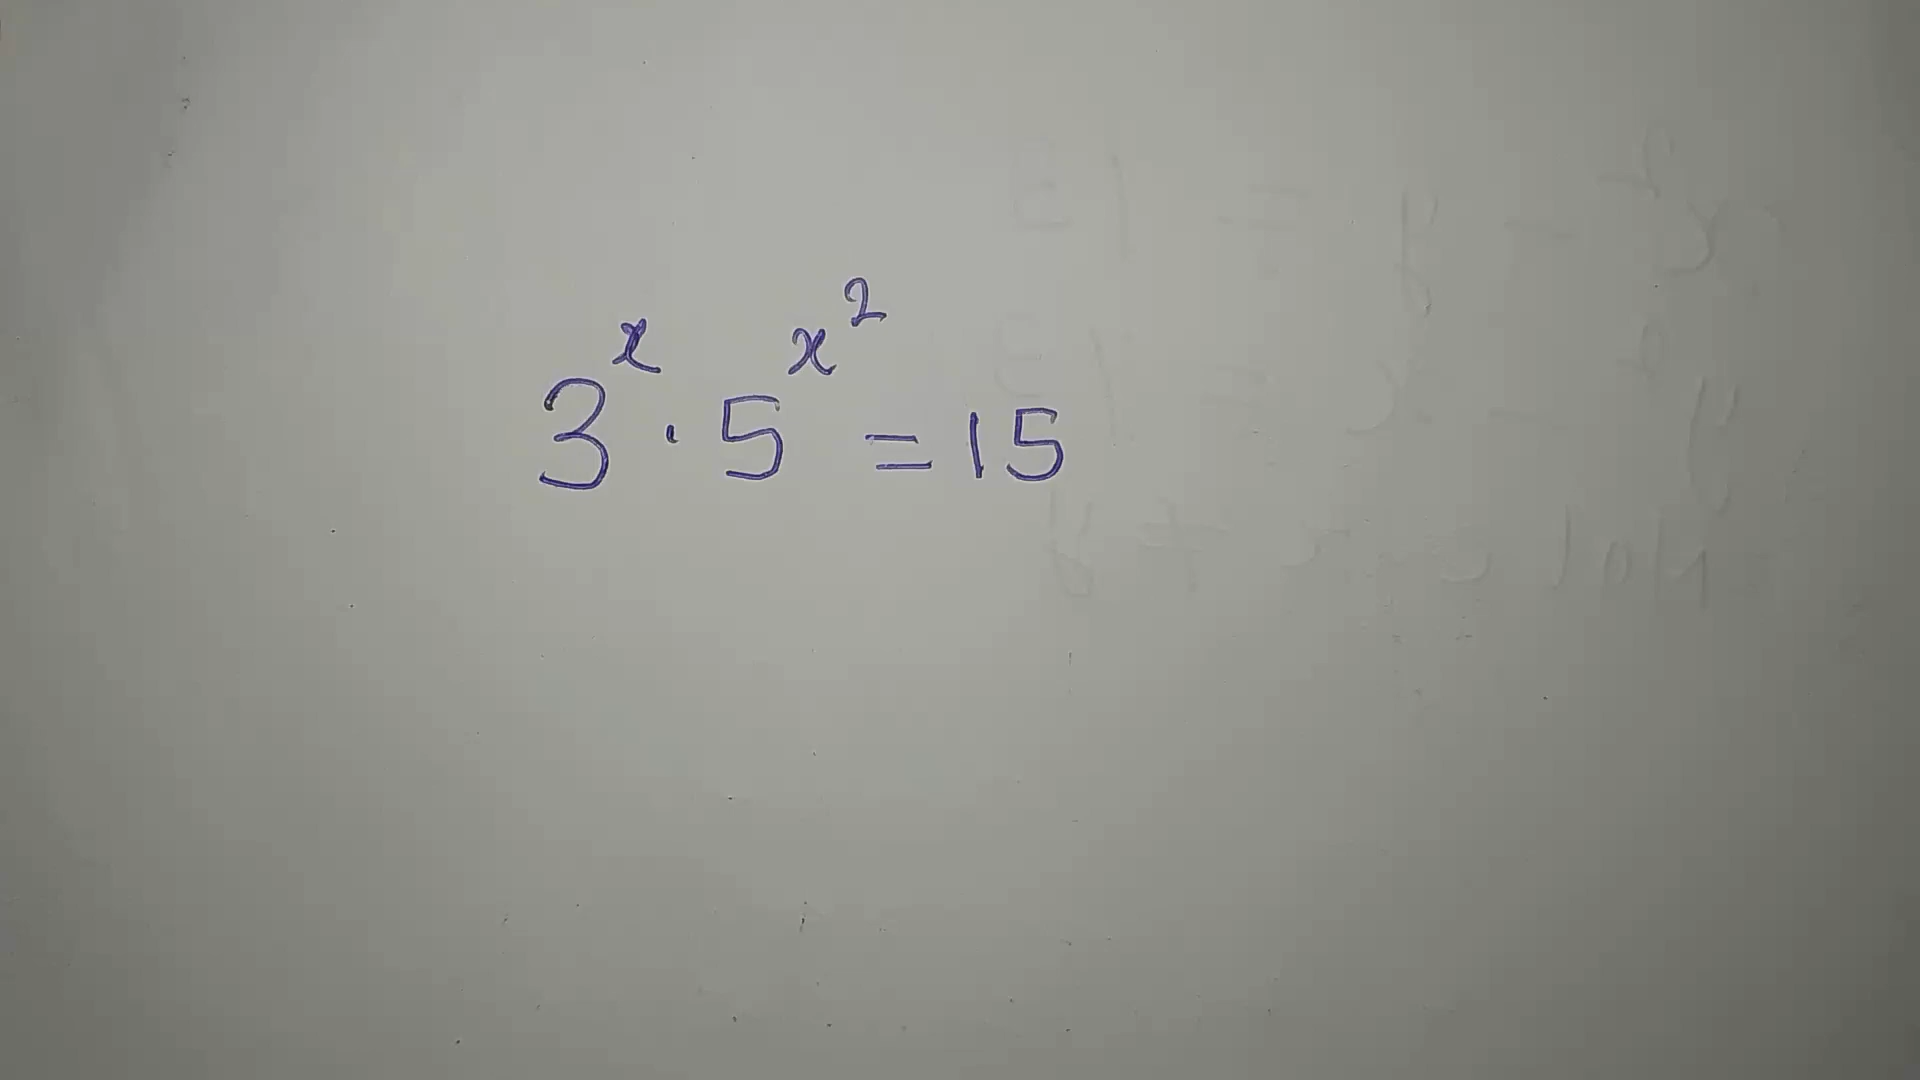 3^x · 5^x^2 = 15